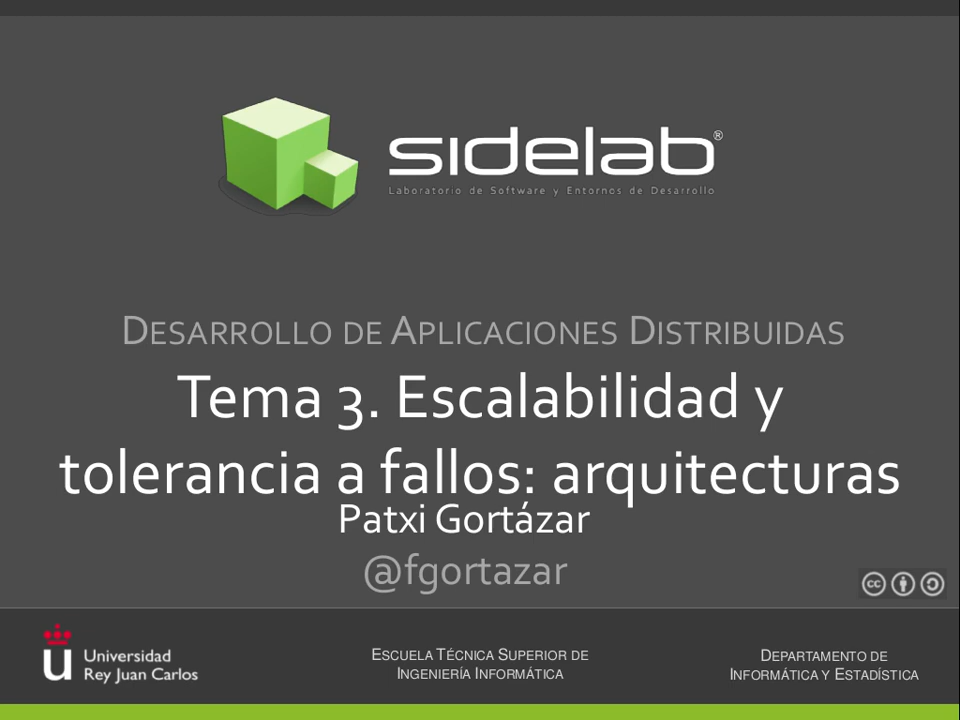 sidelab®
Laboratorio de Software y Entornos de Desarrollo
DESARROLLO DE APLICACIONES DISTRIBUIDAS
Tema 3. Escalabilidad y
tolerancia a fallos: arquitecturas
Patxi Gortázar
@fgortazar
cc
Universidad
Rey Juan Carlos
ESCUELA TÉCNICA SUPERIOR DE
INGENIERÍA INFORMÁTICA
DEPARTAMENTO DE
INFORMÁTICA Y ESTADÍSTICA